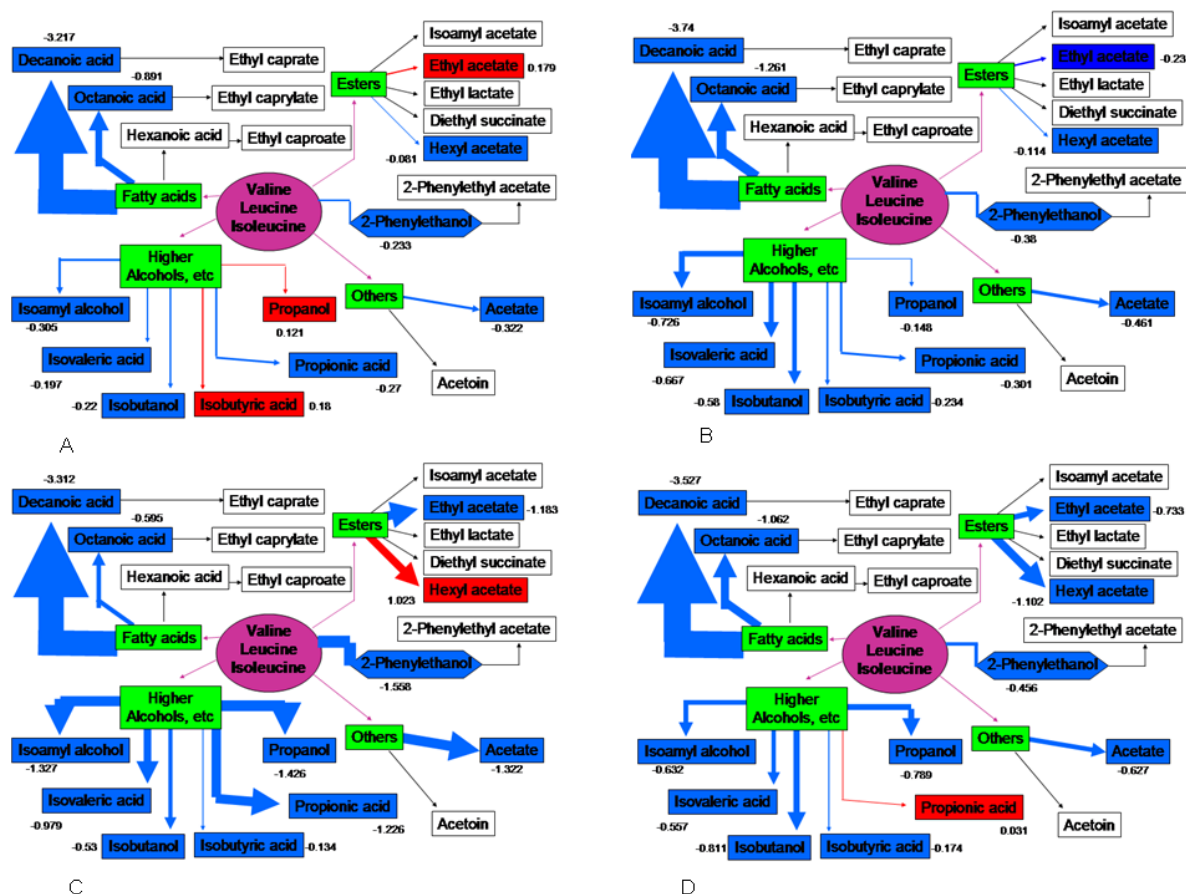 -3.217
Decanoic acid
Ethyl caprate
-0.891
Octanoic acid
Ethyl caprylate
Hexanoic acid
Ethyl caproate
Fatty acids
Isoamyl acetate
Ethyl acetate 0.179
Esters
Ethyl lactate
Diethyl succinate
Hexyl acetate
-0.081
2-Phenylethyl acetate
Valine
Leucine
Isoleucine
2-Phenylethanol
-0.233
Higher
Alcohols, etc
Isoamyl alcohol
-0.305
Propanol
0.121
Others
Acetate
-0.322
Isovaleric acid
-0.197
Propionic acid
-0.27
Acetoin
-0.22
Isobutanol
Isobutyric acid 0.18
A
-3.74
Decanoic acid
Ethyl caprate
-1.261
Octanoic acid
Ethyl caprylate
Hexanoic acid
Ethyl caproate
Fatty acids
Isoamyl acetate
Ethyl acetate -0.23
Esters
Ethyl lactate
Diethyl succinate
Hexyl acetate
-0.114
2-Phenylethyl acetate
Valine
Leucine
Isoleucine
2-Phenylethanol
-0.38
Higher
Alcohols, etc
Isoamyl alcohol
-0.726
Propanol
-0.148
Others
Acetate
-0.461
Isovaleric acid
-0.667
Propionic acid
-0.301
Acetoin
-0.58
Isobutanol
Isobutyric acid -0.234
B
-3.312
Decanoic acid
Ethyl caprate
-0.595
Octanoic acid
Ethyl caprylate
Hexanoic acid
Ethyl caproate
Fatty acids
Isoamyl acetate
Ethyl acetate -1.183
Esters
Ethyl lactate
Diethyl succinate
Hexyl acetate
1.023
2-Phenylethyl acetate
Valine
Leucine
Isoleucine
2-Phenylethanol
-1.558
Higher
Alcohols, etc
Isoamyl alcohol
-1.327
Propanol
-1.426
Others
Acetate
-1.322
Isovaleric acid
-0.979
Propionic acid
-1.226
Acetoin
-0.53
Isobutanol
Isobutyric acid -0.134
C
-3.527
Decanoic acid
Ethyl caprate
-1.062
Octanoic acid
Ethyl caprylate
Hexanoic acid
Ethyl caproate
Fatty acids
Isoamyl acetate
Ethyl acetate -0.733
Esters
Ethyl lactate
Diethyl succinate
Hexyl acetate
-1.102
2-Phenylethyl acetate
Valine
Leucine
Isoleucine
2-Phenylethanol
-0.456
Higher
Alcohols, etc
Isoamyl alcohol
-0.632
Propanol
-0.789
Others
Acetate
-0.627
Isovaleric acid
-0.557
Propionic acid
0.031
Acetoin
-0.811
Isobutanol
Isobutyric acid -0.174
D